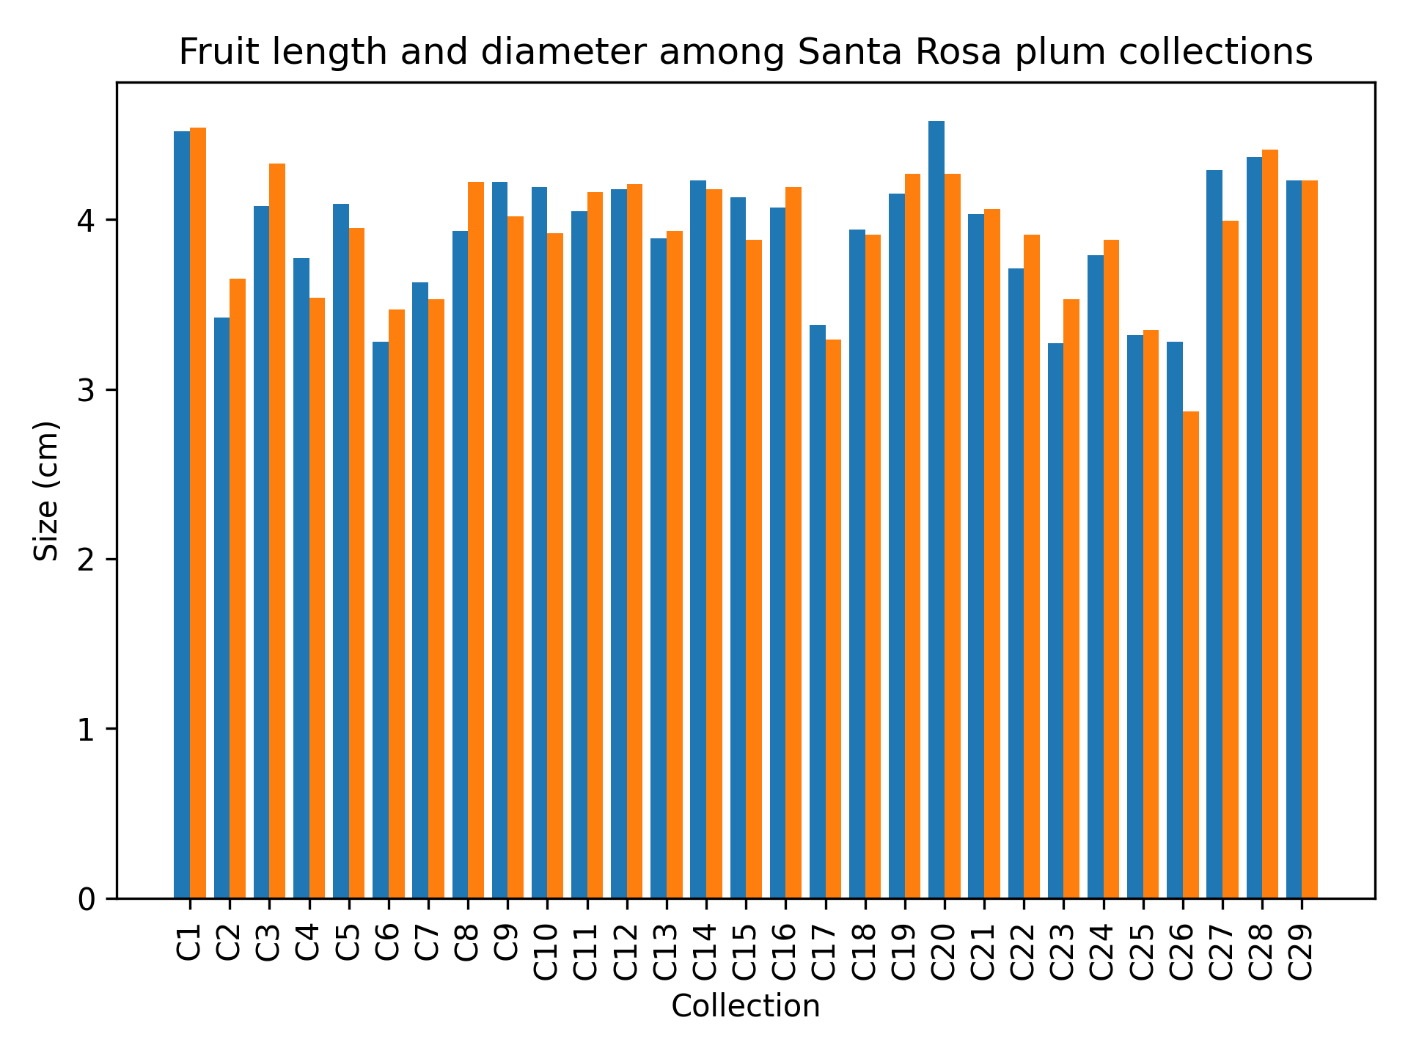 Fruit length and diameter among Santa Rosa plum collections
Size (cm)
4
3
2
1
0
C1 C2 C3 C4 C5 C6 C7 C8 C9 C10 C11 C12 C13 C14 C15 C16 C17 C18 C19 C20 C21 C22 C23 C24 C25 C26 C27 C28 C29
Collection